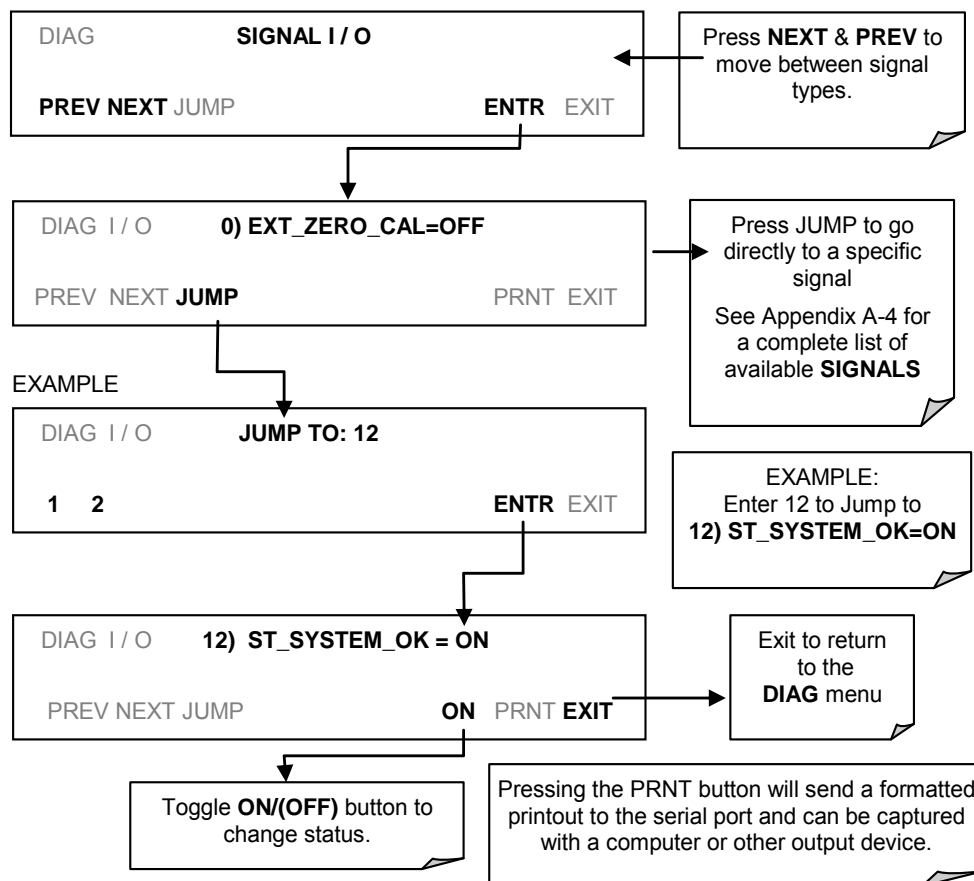 DIAG SIGNAL I / O
PREV NEXT JUMP ENTR EXIT
Press NEXT & PREV to
move between signal
types.
DIAG I / O 0) EXT_ZERO_CAL=OFF
PREV NEXT JUMP PRNT EXIT
Press JUMP to go
directly to a specific
signal
See Appendix A-4 for
a complete list of
available SIGNALS
EXAMPLE
DIAG I / O JUMP TO: 12
1 2 ENTR EXIT
EXAMPLE:
Enter 12 to Jump to
12) ST_SYSTEM_OK=ON
DIAG I / O 12) ST_SYSTEM_OK = ON
PREV NEXT JUMP ON PRNT EXIT
Exit to return
to the
DIAG menu
Toggle ON/(OFF) button to
change status.
Pressing the PRNT button will send a formatted
printout to the serial port and can be captured
with a computer or other output device.